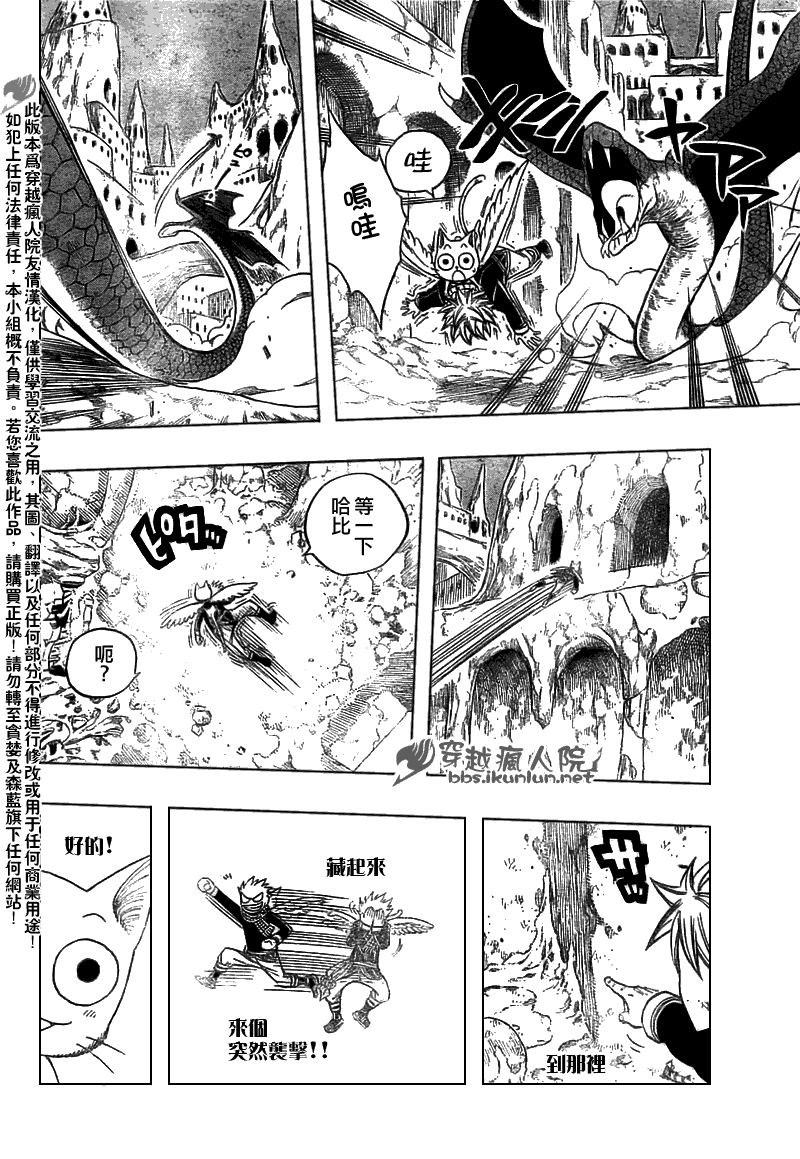 此版本爲穿越瘋人院友情漢化，僅供學習交流之用，其圖、翻譯以及任何部分不得進行修改或用于任何商業用途！
如犯上任何法律責任，本小組概不負責。若您喜歡此作品，請購買正版！請勿轉至貪婪及森藍旗下任何網站！
哇
嗚哇
等一下
哈比
呃？
穿越瘋人院
bbs.ikunlun.net
到那裡
藏起來
來個
突然襲擊!!
好的!